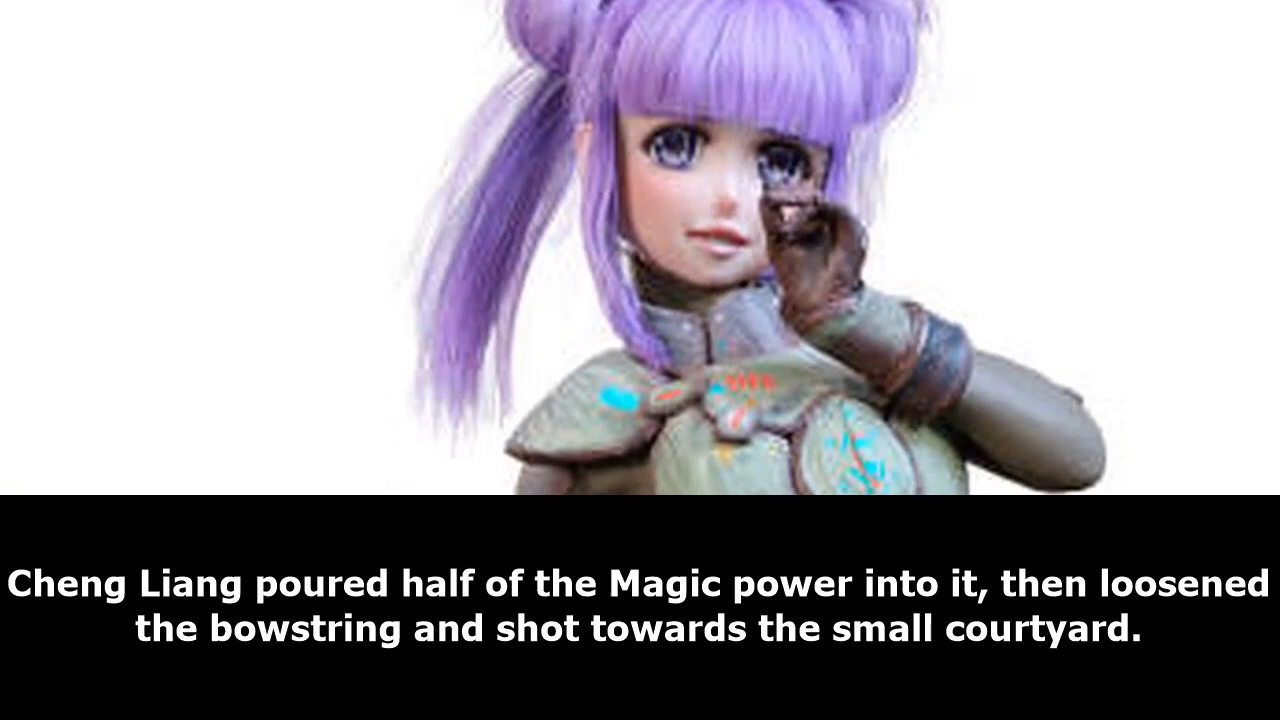 Cheng Liang poured half of the Magic power into it, then loosened
the bowstring and shot towards the small courtyard.